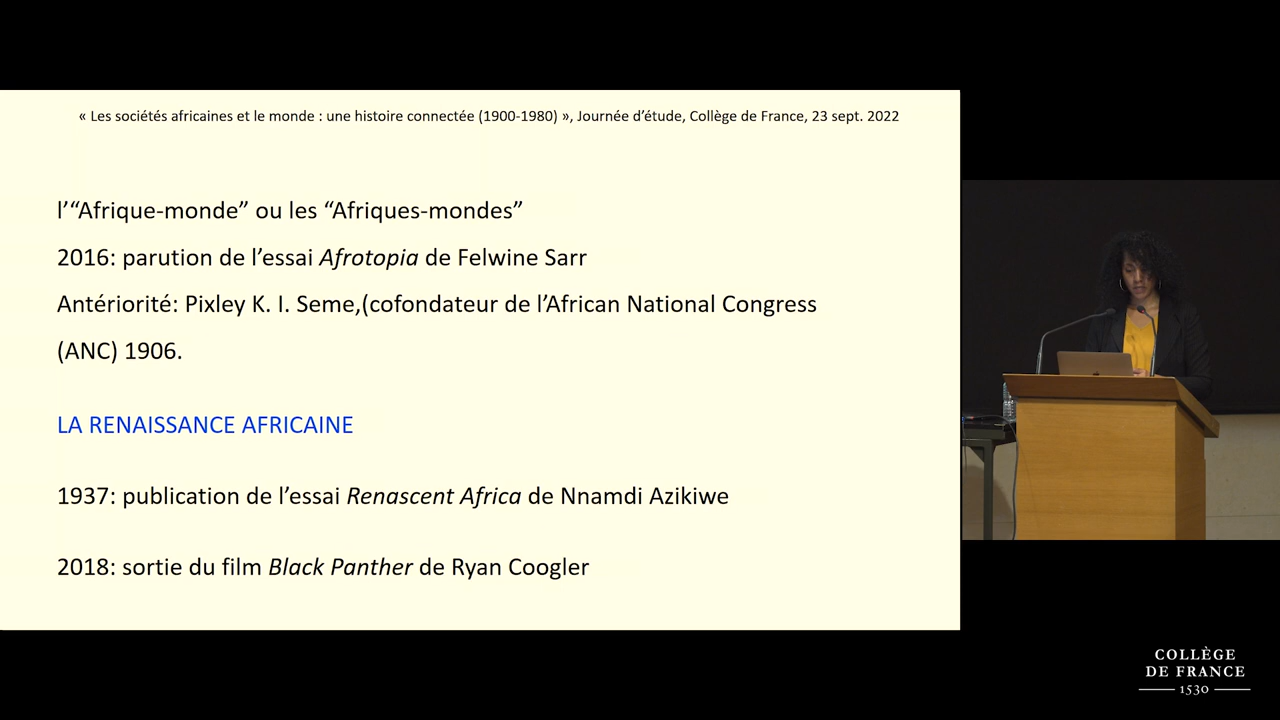 « Les sociétés africaines et le monde : une histoire connectée (1900-1980) », Journée d’étude, Collège de France, 23 sept. 2022
l’“Afrique-monde” ou les “Afriques-mondes”
2016: parution de l’essai Afrotopia de Felwine Sarr
Antériorité: Pixley K. I. Seme,(cofondateur de l’African National Congress
(ANC) 1906.
LA RENAISSANCE AFRICAINE
1937: publication de l’essai Renascent Africa de Nnamdi Azikiwe
2018: sortie du film Black Panther de Ryan Coogler
COLLÈGE
DE FRANCE
1530